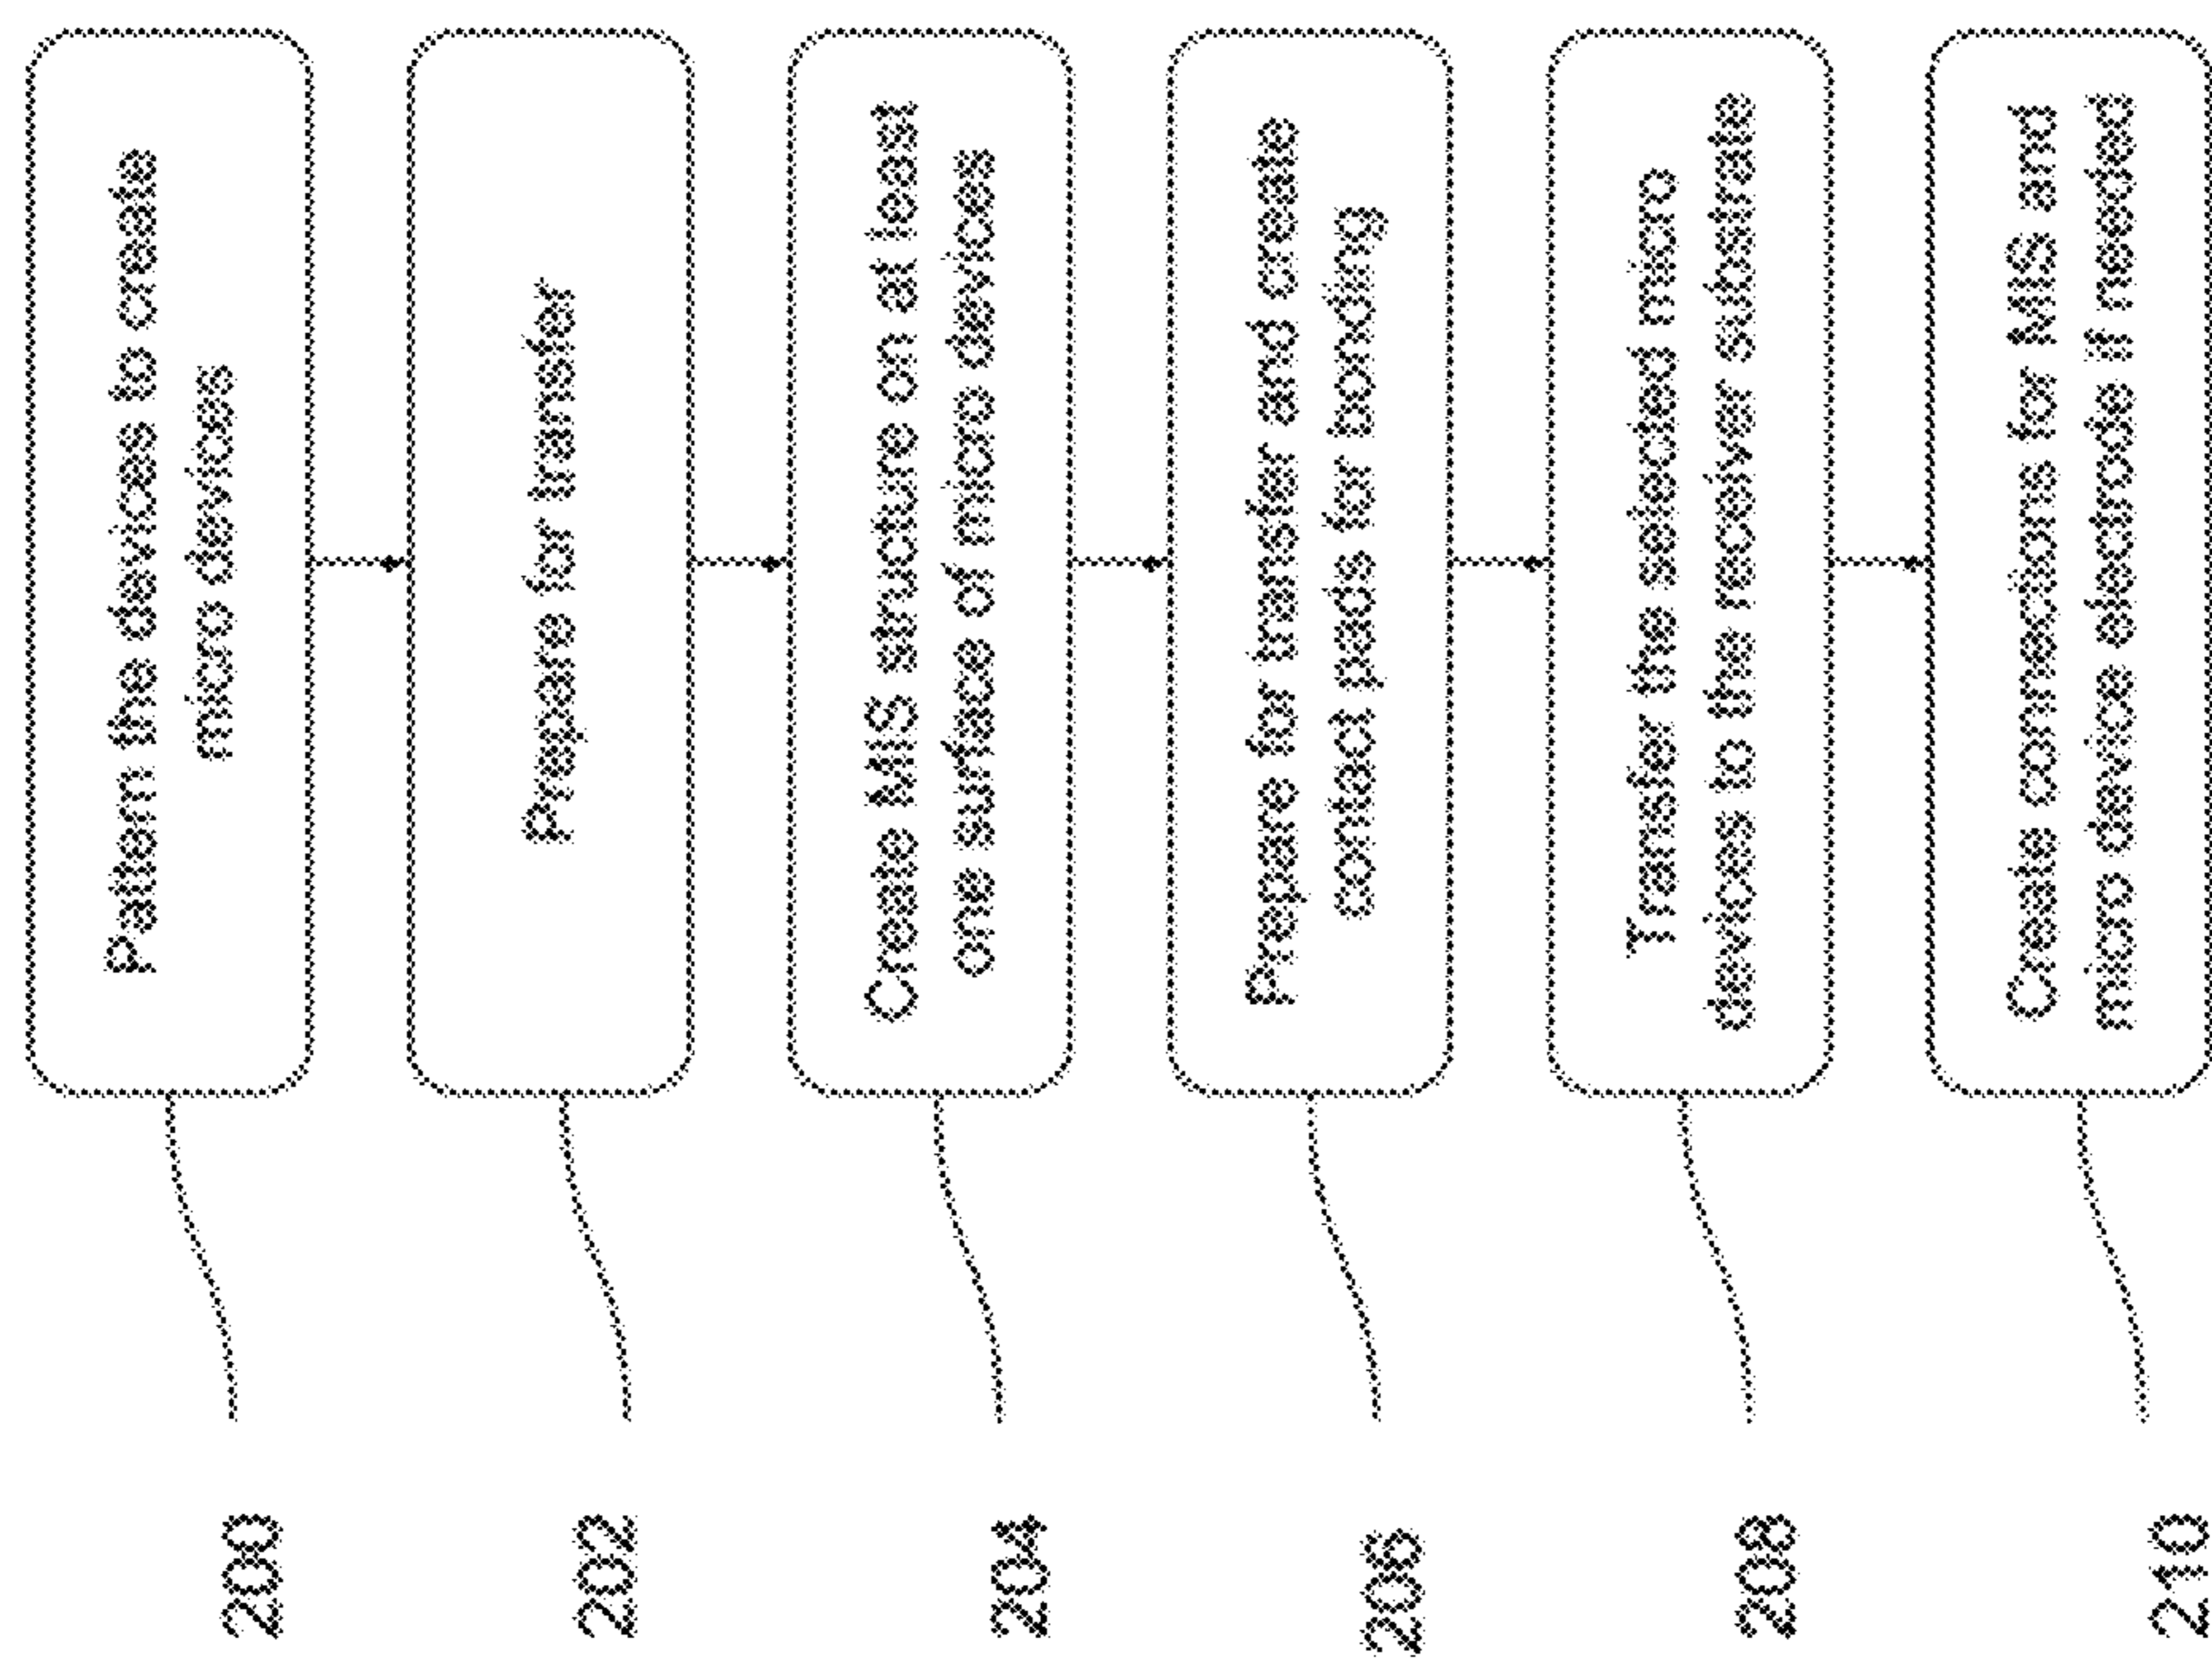 200
Pattern the devices to create
micro devices
202
Prepare for transfer
204
Create MIS structure on at least
one surface of micro devices
206
Prepare for transfer and create
contact pads for bonding
208
Transfer the selected micro
devices to the receiver substrate
210
Create connections for MIS and
micro device electrode if needed